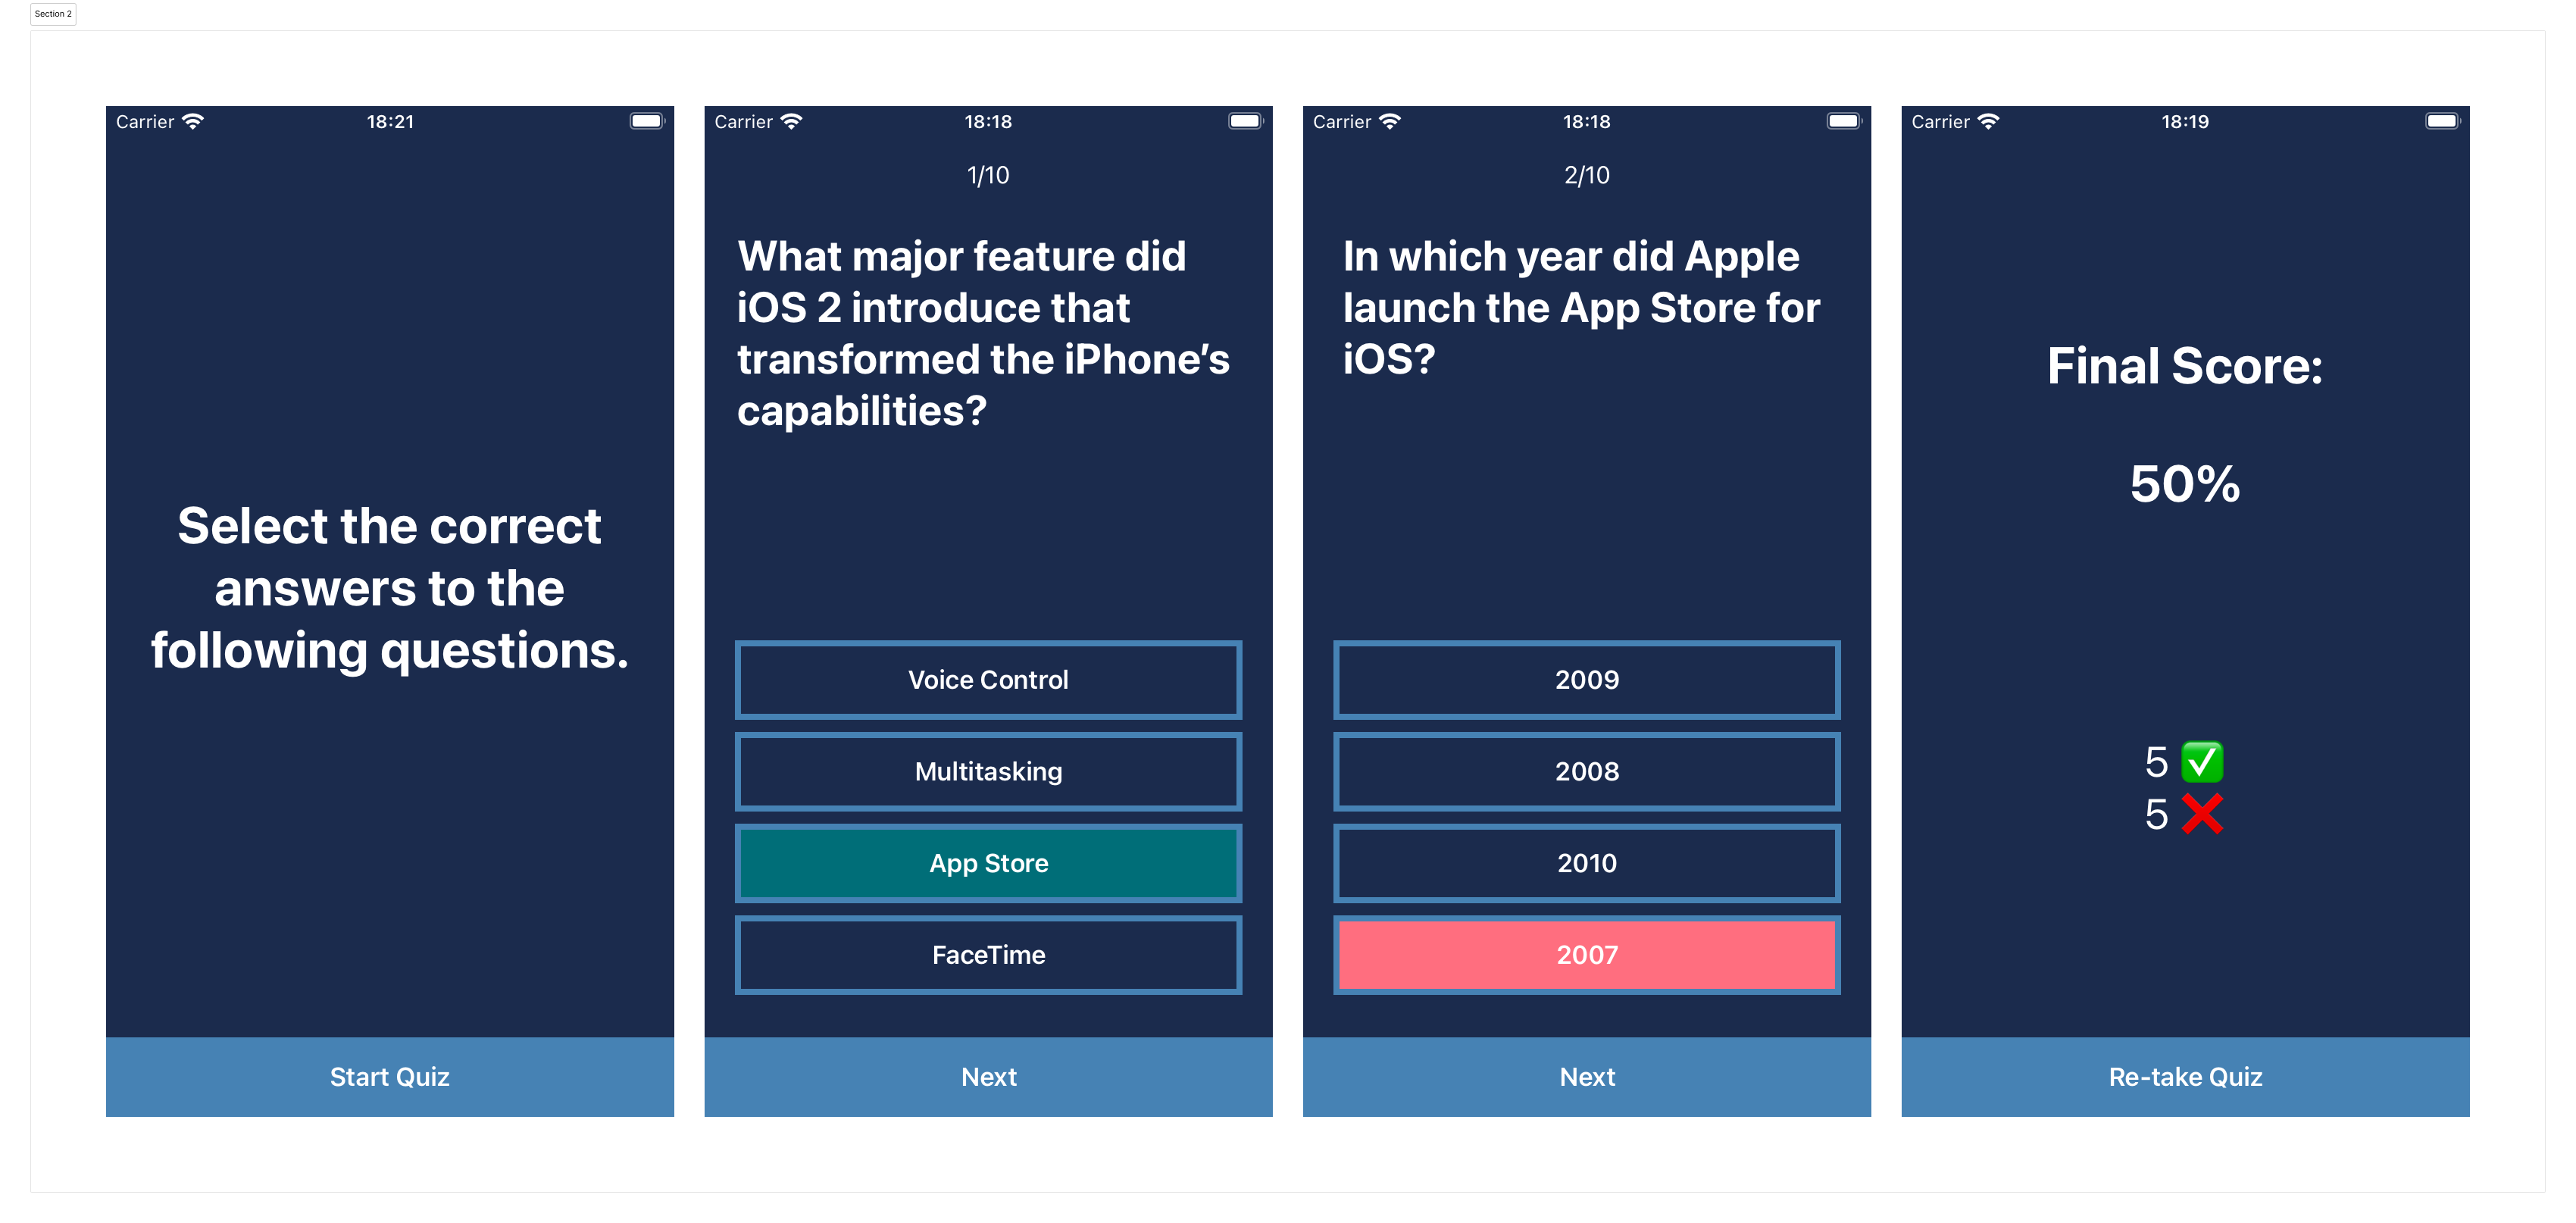 Section 2
Carrier 18:21
Select the correct
answers to the
following questions.
Start Quiz
Carrier 18:18
1/10
What major feature did
iOS 2 introduce that
transformed the iPhone’s
capabilities?
Voice Control
Multitasking
App Store
FaceTime
Next
Carrier 18:18
2/10
In which year did Apple
launch the App Store for
iOS?
2009
2008
2010
2007
Next
Carrier 18:19
Final Score:
50%
5 ✅
5 ❌
Re-take Quiz